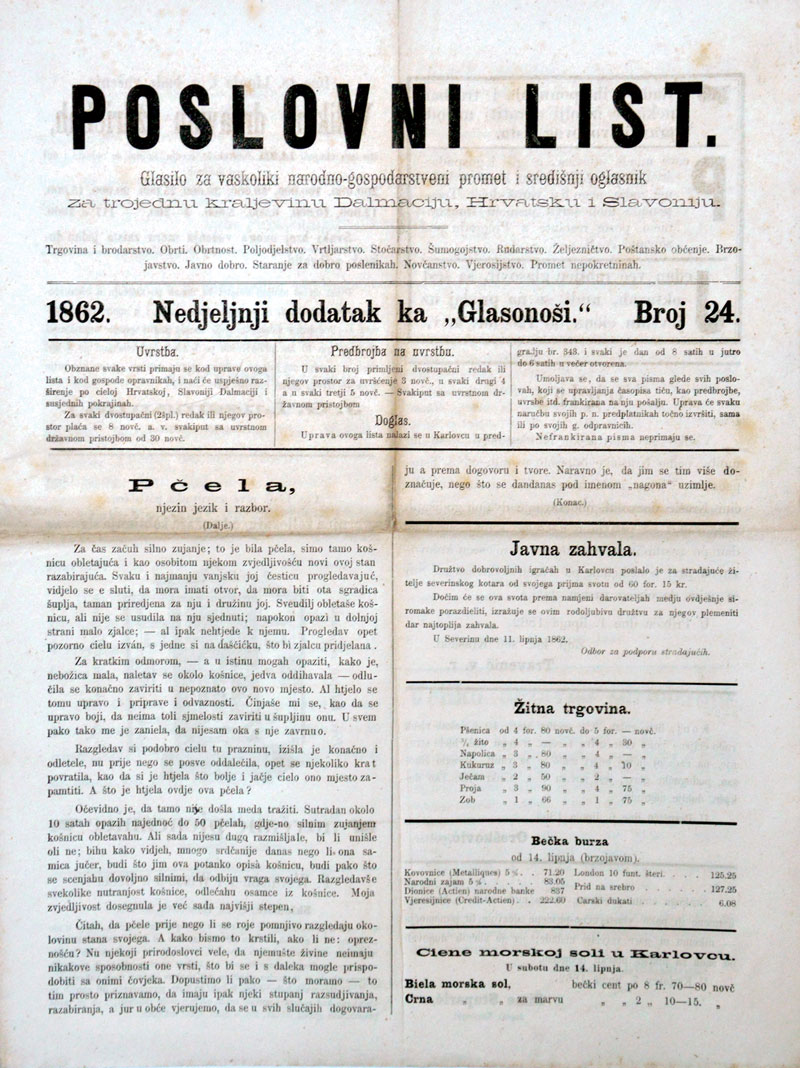 POSLOVNI LIST.
Glasilo za vaskoliki narodno-gospodarstveni promet i središnji oglasnik
za trojednu kraljevinu Dalmaciju, Hrvatsku i Slavoniju.
Trgovina i brodarstvo. Obrti. Obrtnost. Poljodjelstvo. Vrtljarstvo. Stočarstvo. Šumogojstvo. Rudarstvo. Željezničtvo. Poštansko obćenje. Brzo-
javstvo. Javno dobro. Staranje za dobro poslenikah. Novčanstvo. Vjerosijstvo. Promet nepokretninah.
1862. Nedjeljnji dodatak ka „Glasonoši.“ Broj 24.
Uvrstba.
Obznane svake vrsti primaju se kod uprave ovoga
lista i kod gospode opravnikah, i naći će uspješno raz-
širenje po cieloj Hrvatskoj, Slavoniji Dalmaciji i
susjednih pokrajinah.
Za svaki dvostupačni (2špl.) redak ili njegov pro-
stor plaća se 8 novč. a. v. svakiput sa uvrstnom
državnom pristojbom od 30 novč.
Predbrojba na uvrstbu.
U svaki broj primljeni dvostupačni redak ili
njegov prostor za uvršćenje 3 novč., u svaki drugi 4
a u svaki tretji 5 novč. — Svakiput sa uvrstnom dr-
žavnom pristojbom
Doglas.
Uprava ovoga lista nalazi se u Karlovcu u pred-
gradju br. 343. i svaki je dan od 8 satih u jutro
do 6 satih u večer otvorena.
Umoljava se, da se sva pisma glede svih poslo-
vah, koji se upravljanja časopisa tiču, kao predbrojbe,
uvrsbe itd. frankirana na nju pošalju. Uprava će svaku
naručbu svojih p. n. predplatnikah točno izvršiti, sama
ili po svojih g. odpravnicih.
Nefrankirana pisma neprimaju se.
Pčela,
njezin jezik i razbor.
(Dalje.)
Za čas začuh silno zujanje; to je bila pčela, simo tamo koš-
nicu obletajuća i kao osobitom njekom zvjedljivošću novi ovoj stan
razabirajuća. Svaku i najmanju vanjsku joj česticu progledavajuć,
vidjelo se e sluti, da mora imati otvor, da mora biti ota sgradica
šuplja, taman priredjena za nju i družinu joj. Sveudilj obletaše koš-
nicu, ali nije se usudila na nju sjednuti; napokon opazi u dolnjoj
strani malo zjalce; — al ipak nehtjede k njemu. Progledav opet
pozorno cielu izván, s jedne si na dašćičku, što bi zjalcu pridjelana.
Za kratkim odmorom, — a u istinu mogah opaziti, kako je,
nebožica mala, naletav se okolo košnice, jedva oddihavala — odlu-
čila se konačno zaviriti u nepoznato ovo novo mjesto. Al htjelo se
tomu upravo i priprave i odvaznosti. Činjaše mi se, kao da se
upravo boji, da neima toli sjmelosti zaviriti u šupljinu onu. U svem
pako tako me je zaniela, da nijesam oka s nje zavrnuo.
Razgledav si podobro cielu tu prazninu, izišla je konačno i
odletele, nu prije nego se posve oddalečila, opet se njekoliko krat
povratila, kao da si je htjela što bolje i jačje cielo ono mjesto za-
pamtiti. A što je htjela ovdje ova pčela?
Očevidno je, da tamo nije došla meda tražiti. Sutradan okolo
10 satah opazih najednoć do 50 pčelah, gdje-no silnim zujanjem
košnicu obletavahu. Ali sada nijesu dugo razmišljale, bi li unišle
oli ne; bihu kako vidjeh, mnogo srdčanije danas nego li ona sa-
mica jučer, budi što jim ova potanko opisà košnicu, budi pako što
se scenjahu dovoljno silnimi, da odbiju vraga svojega. Razgledavše
svekolike nutranjost košnice, odlećahu osamce iz košnice. Moja
zvjedljivost dosegnula je već sada najvišji stepen,
Čitah, da pčele prije nego li se roje pomnjivo razgledaju oko-
lovinu stana svojega. A kako bismo to krstili, ako li ne: oprez-
nošću? Nu njekoji prirodoslovci vele, da njemušte živine neimaju
nikakove sposobnosti one vrsti, što bi se i s daleka mogle prispo-
dobiti sa onimi čovjeka. Dopustimo li pako — što moramo — to
tim prosto priznavamo, da imaju ipak njeki stupanj razsudjivanja,
razabiranja, a jur u obće vjerujemo, da se u svih slučajih dogovara-
ju a prema dogovoru i tvore. Naravno je, da jim se tim više do-
značuje, nego što se dandanas pod imenom „nagona“ uzimlje.
(Konac.)
Javna zahvala.
Družtvo dobrovoljnih igračah u Karlovcu poslalo je za stradajuće ži-
telje severinskog kotara od svojega prijma svotu od 60 for. 15 kr.
Dočim će se ova svota prema namjeni darovateljah medju ovdješnje si-
romake porazdieliti, izražuje se ovim rodoljubivu družtvu za njegov plemeniti
dar najtoplija zahvala.
U Severinu dne 11. lipnja 1862.
Odbor za podporu stradajućih.
Žitna trgovina.
Pšenica od 4 for. 80 novč. do 5 for. — novč.
½ žito „ 4 „ — „ „ 4 „ 30 „
Napolica „ 3 „ 80 „ „ 4 „ — „
Kukuruz „ 3 „ 80 „ „ 4 „ 10 „
Ječam „ 2 „ 50 „ „ 2 „ — „
Proja „ 3 „ 90 „ „ 4 „ 75 „
Zob „ 1 „ 66 „ „ 1 „ 75 „
Bečka burza
od 14. lipnja (brzojavom).
Kovovnice (Metalliques) 5 %. . 71.20 London 10 funt. šteri. . . . . 125.25
Narodni zajam 5 %. . . . . 83.05
Dionice (Actien) narodne banke 837 Prid na srebro . . . . . 127.25
Vjeresijnice (Credit-Actien) . . 222.60 Carski dukati . . . . . 6.08
Ciene morskoj soli u Karlovcu.
U subotu dne 14. lipnja.
Biela morska sol, bečki cent po 8 fr. 70—80 novč
Crna „ „ za marvu „ „ 2 „ 10—15. „